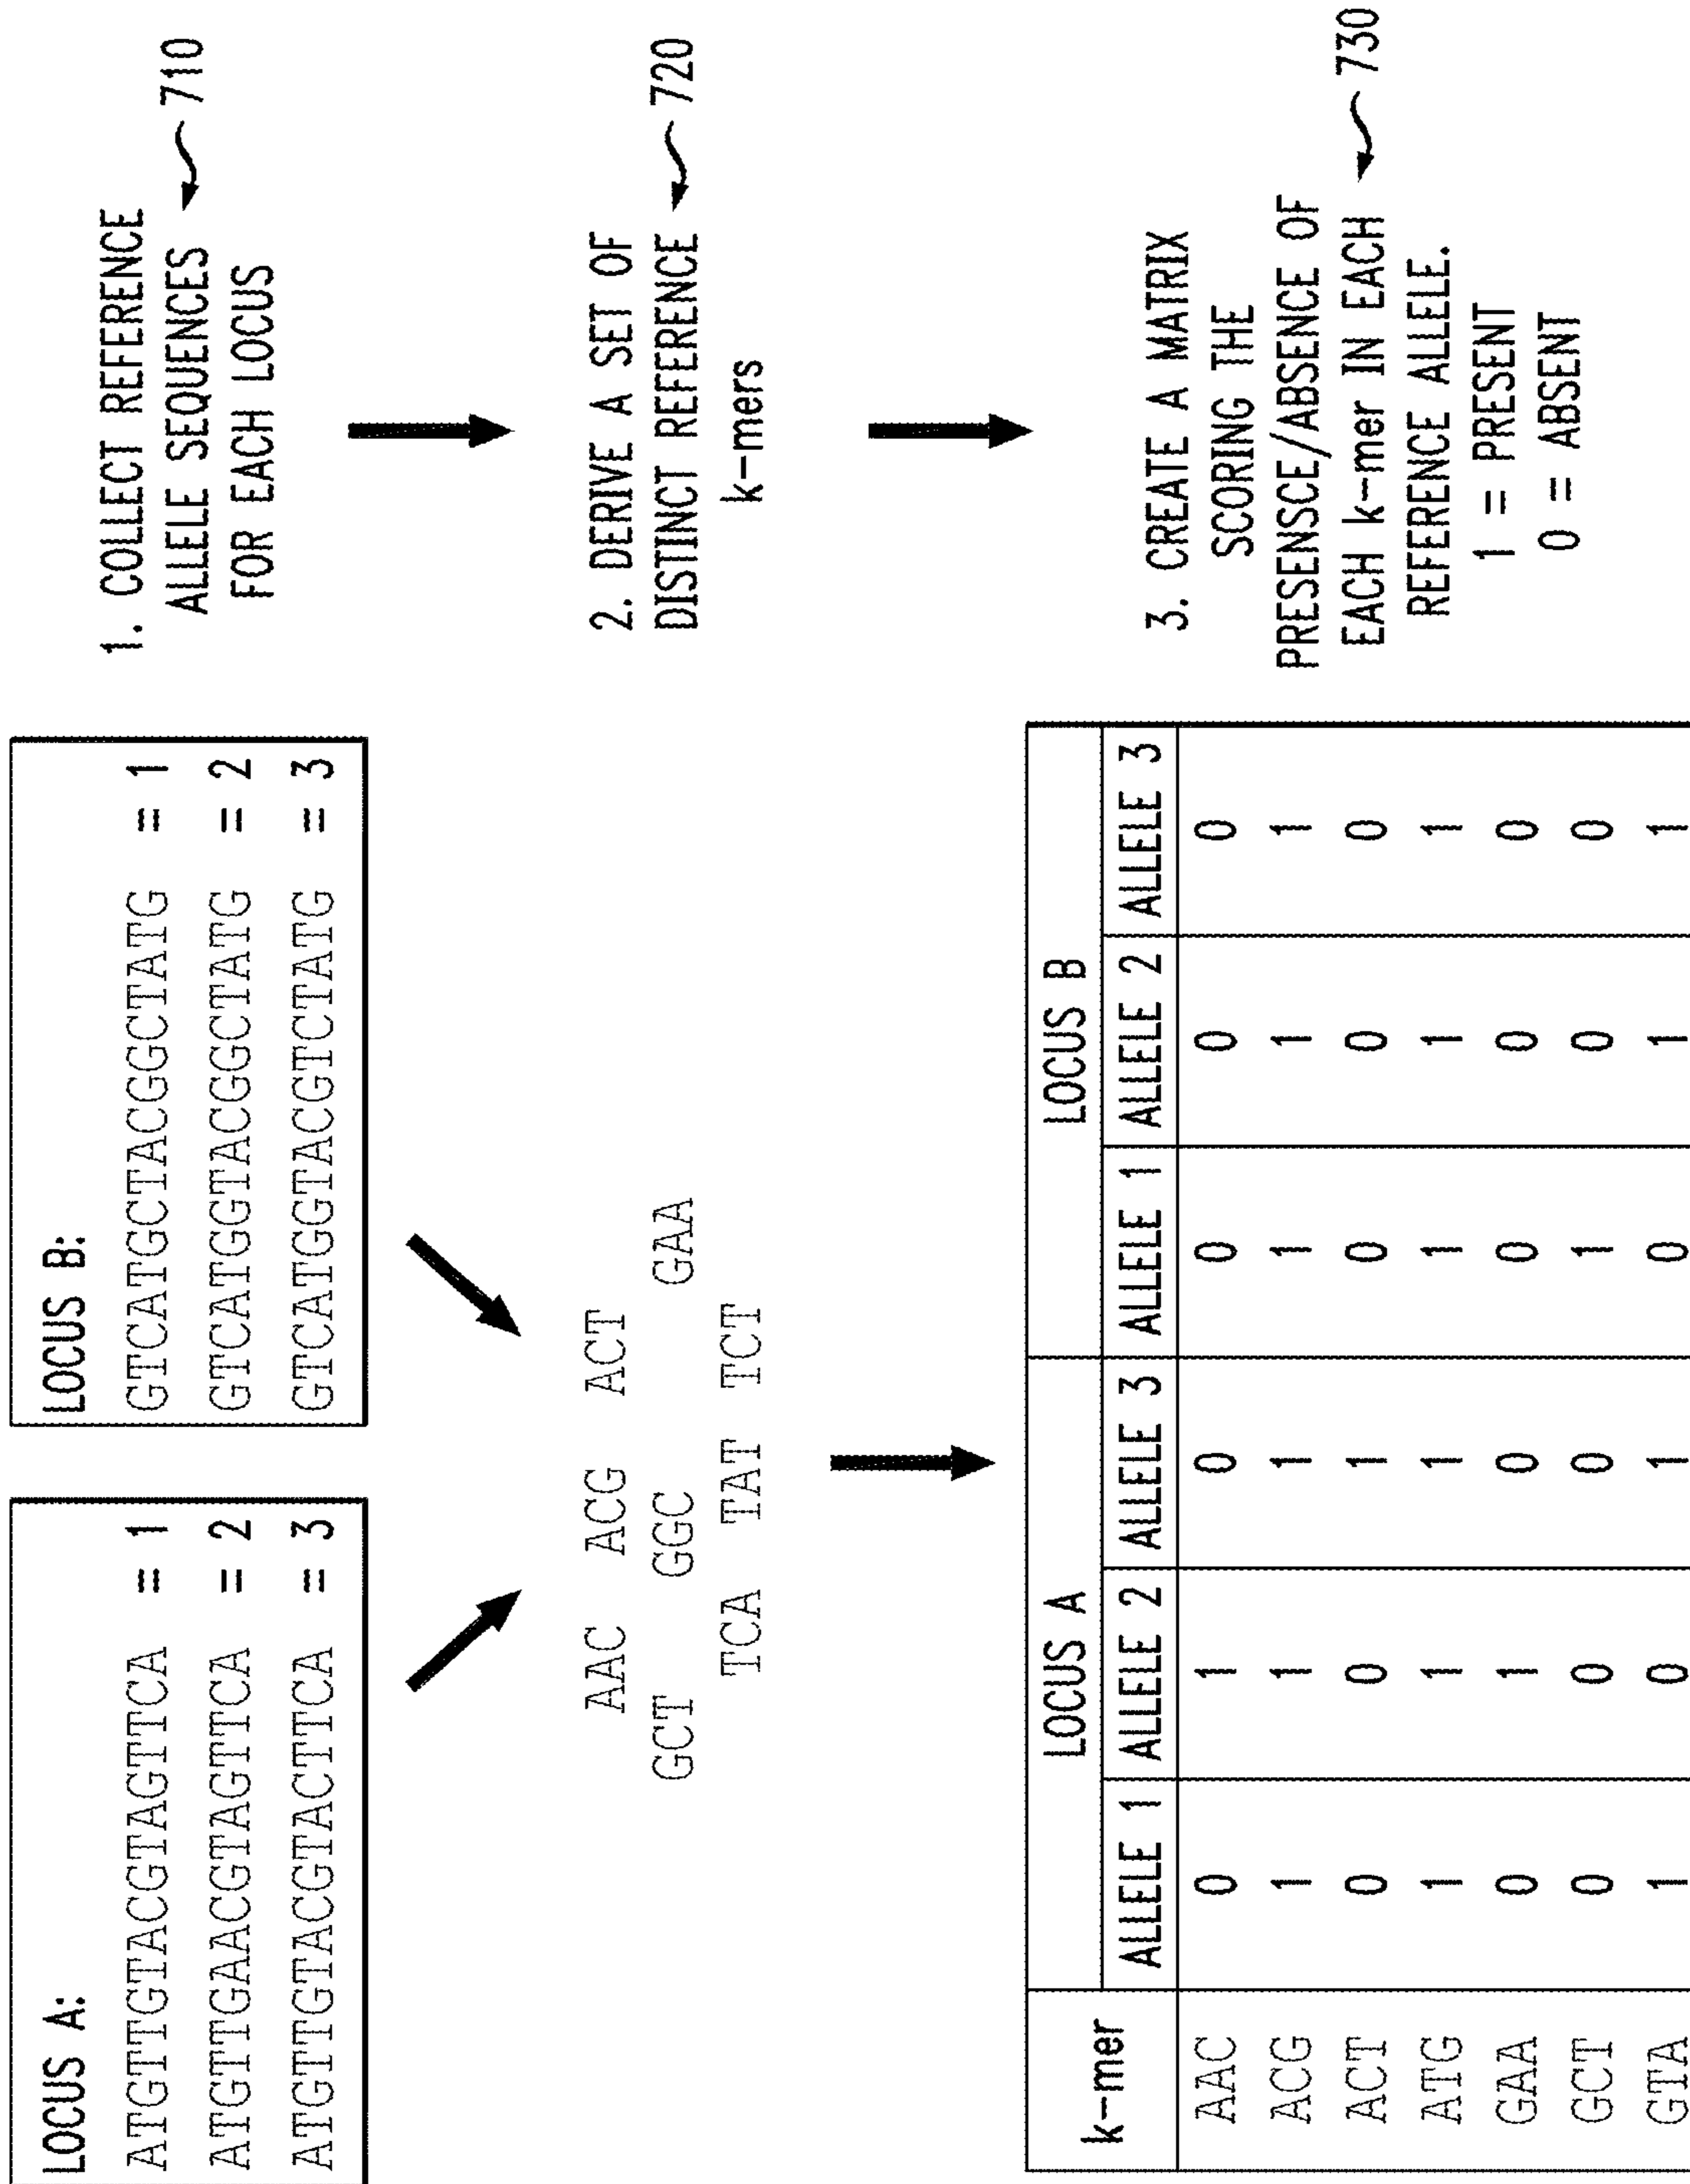 LOCUS A:
ATGTTGTACGTAGTTCA = 1
ATGTTGAACGTAGTTCA = 2
ATGTTGTACGTACTTCA = 3
LOCUS B:
GTCATGCTACGGCTATG = 1
GTCATGGTACGGCTATG = 2
GTCATGGTACGTCTATG = 3
1. COLLECT REFERENCE
ALLELE SEQUENCES 710
FOR EACH LOCUS
AAC ACG ACT
GCT GGC GAA
TCA TAT TCT
2. DERIVE A SET OF
DISTINCT REFERENCE 720
k-mers
k-mer LOCUS A LOCUS B
ALLELE 1 ALLELE 2 ALLELE 3 ALLELE 1 ALLELE 2 ALLELE 3
AAC 0 1 0 0 0 0
ACG 1 1 1 1 1 1
ACT 0 0 1 0 0 0
ATG 1 1 1 1 1 1
GAA 0 1 0 0 0 0
GCT 0 0 0 1 0 0
GTA 1 0 1 0 1 1
3. CREATE A MATRIX
SCORING THE
PRESENSCE/ABSENCE OF
EACH k-mer IN EACH 730
REFERENCE ALLELE.
1 = PRESENT
0 = ABSENT